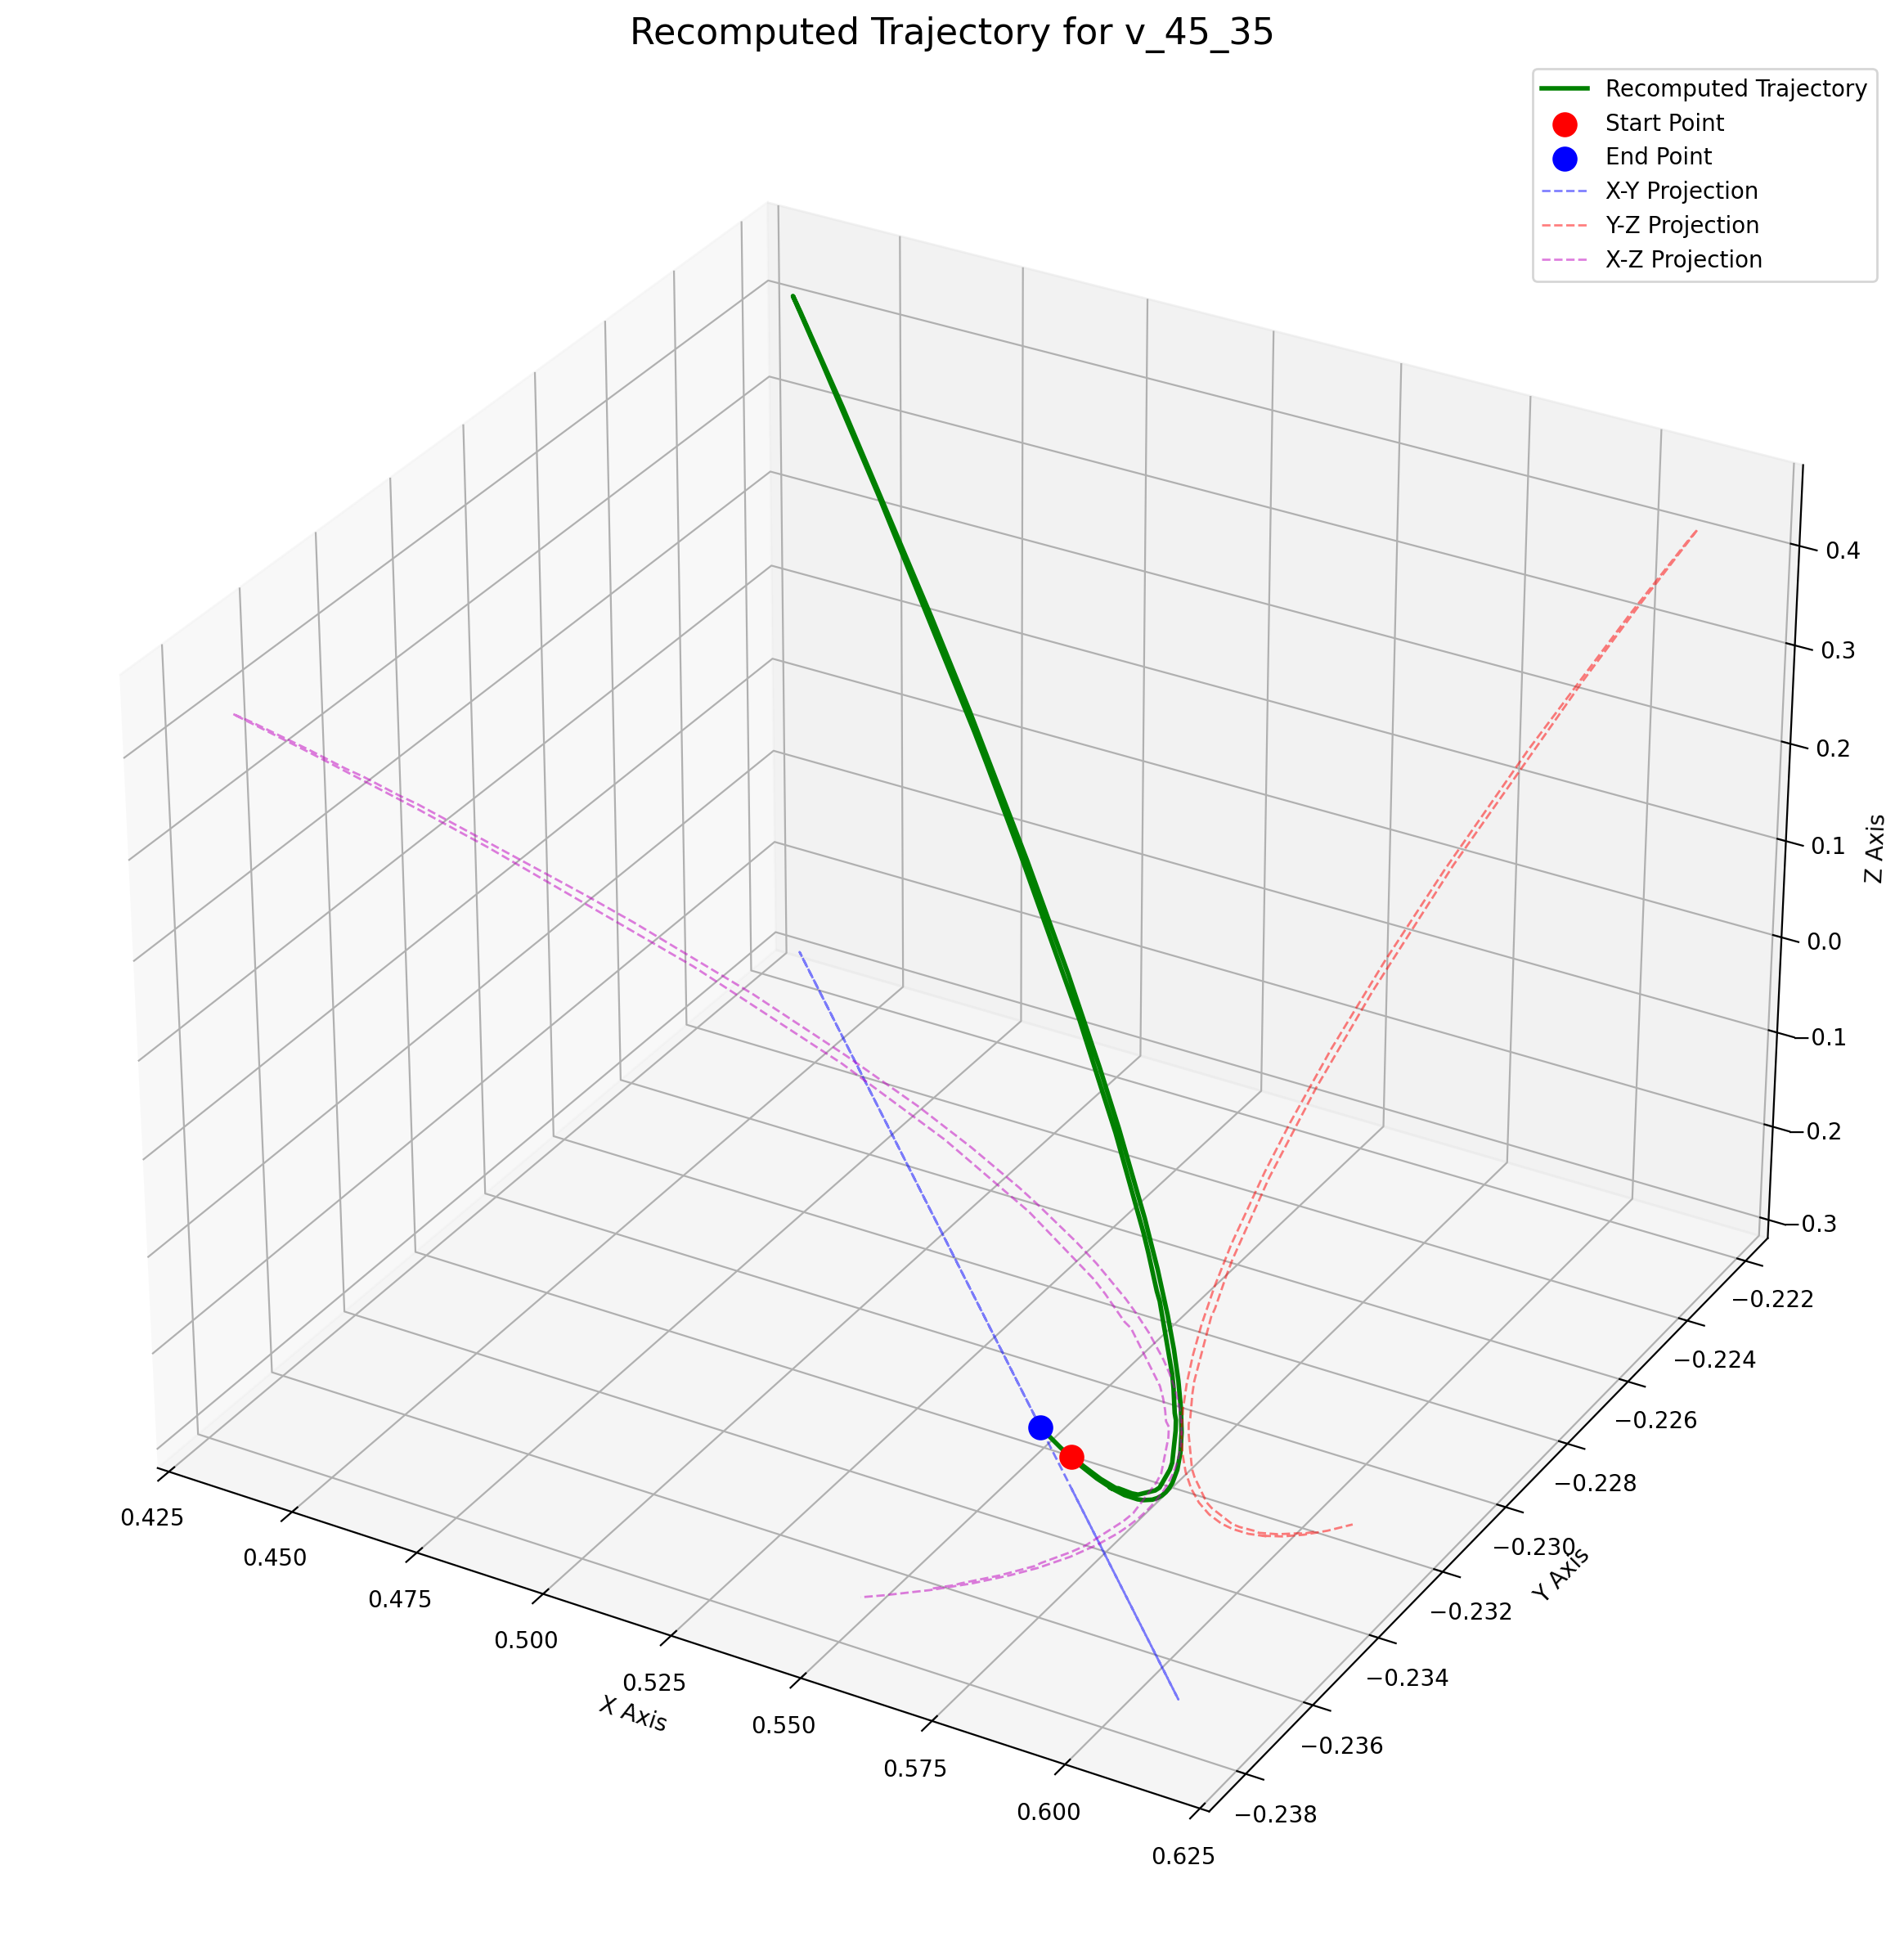 Recomputed Trajectory for v_45_35
Recomputed Trajectory
Start Point
End Point
X-Y Projection
Y-Z Projection
X-Z Projection
0.4
0.3
0.2
0.1
0.0
−0.1
−0.2
−0.3
Z Axis
−0.222
−0.224
−0.226
−0.228
−0.230
−0.232
−0.234
−0.236
−0.238
Y Axis
0.425
0.450
0.475
0.500
0.525
0.550
0.575
0.600
0.625
X Axis